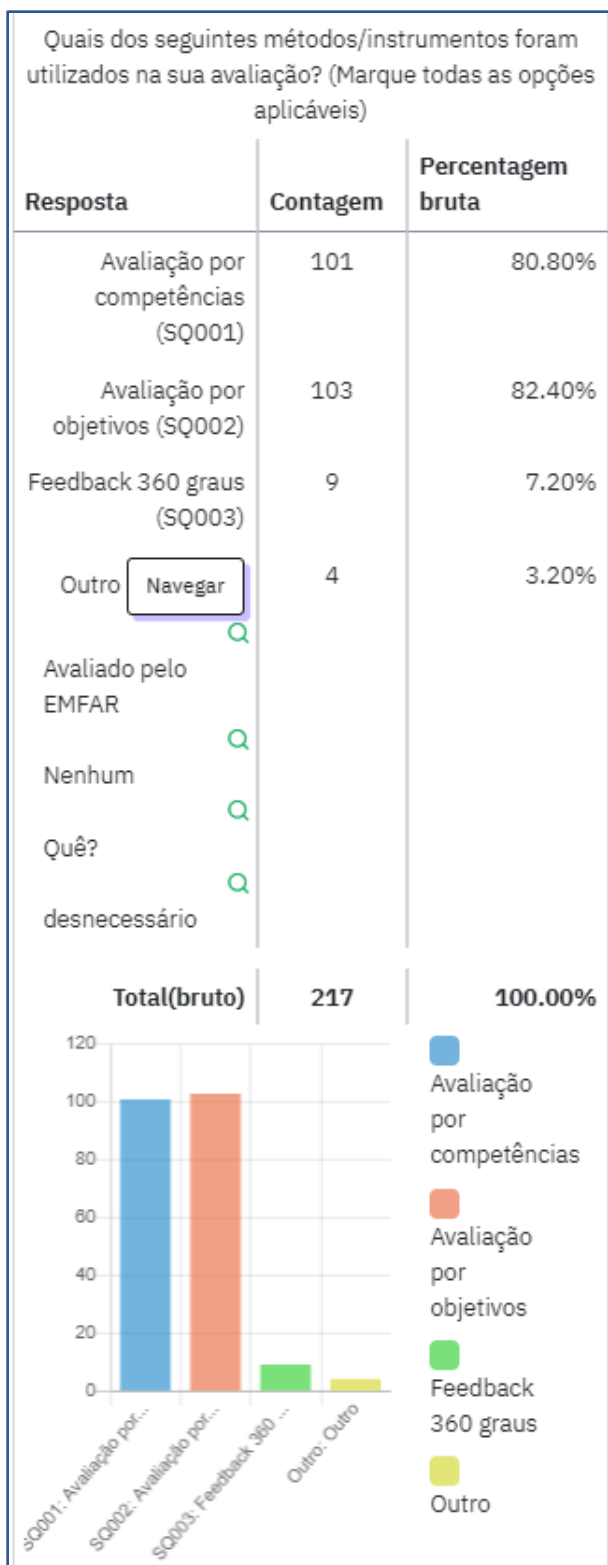 Quais dos seguintes métodos/instrumentos foram
utilizados na sua avaliação? (Marque todas as opções
aplicáveis)
Resposta Contagem Percentagem
bruta
Avaliação por 101 80.80%
competências
(SQ001)
Avaliação por 103 82.40%
objetivos (SQ002)
Feedback 360 graus 9 7.20%
(SQ003)
Outro Navegar 4 3.20%
Avaliado pelo
EMFAR
Nenhum
Quê?
desnecessário
Total(bruto) 217 100.00%
120
100
80
60
40
20
0
SQ001: Avaliação por...
SQ002: Avaliação por...
SQ003: Feedback 360 ...
Outro: Outro
Avaliação
por
competências
Avaliação
por
objetivos
Feedback
360 graus
Outro